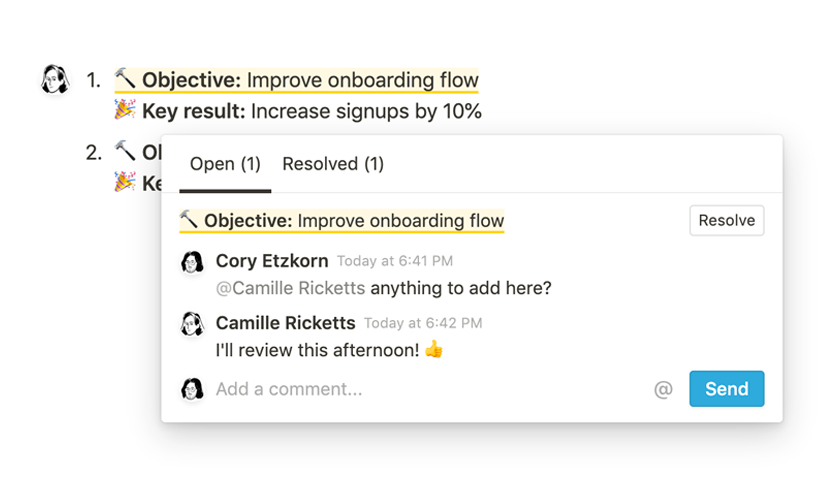 1. 🔨 Objective: Improve onboarding flow
🎉 Key result: Increase signups by 10%
2. 🔨
🎉
Open (1) Resolved (1)
🔨 Objective: Improve onboarding flow Resolve
Cory Etzkorn Today at 6:41 PM
@Camille Ricketts anything to add here?
Camille Ricketts Today at 6:42 PM
I'll review this afternoon! 👍
Add a comment... @ Send